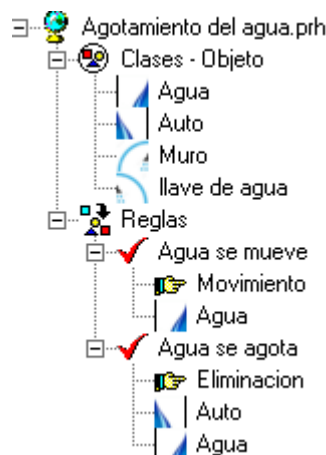 Agotamiento del agua.prh
Clases - Objeto
Agua
Auto
Muro
llave de agua
Reglas
Agua se mueve
Movimiento
Agua
Agua se agota
Eliminacion
Auto
Agua